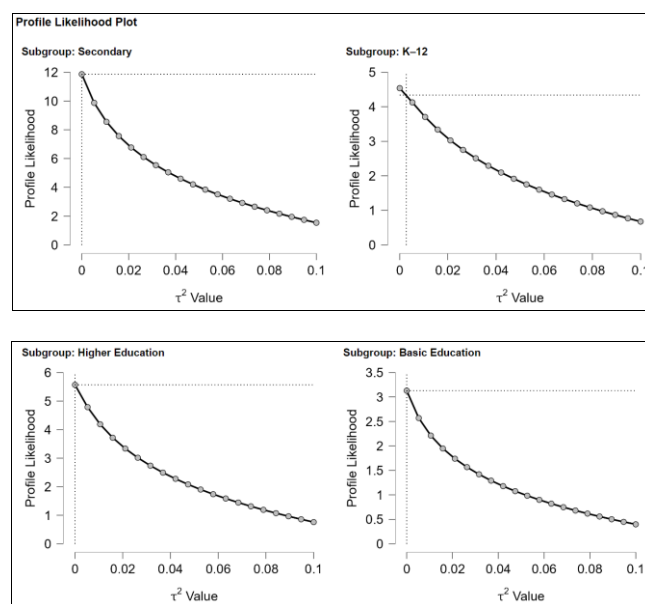 Profile Likelihood Plot
Subgroup: Secondary
12
10
8
6
4
2
0
Profile Likelihood
0 0.02 0.04 0.06 0.08 0.1
τ² Value
Subgroup: K–12
5
4
3
2
1
0
Profile Likelihood
0 0.02 0.04 0.06 0.08 0.1
τ² Value
Subgroup: Higher Education
6
5
4
3
2
1
0
Profile Likelihood
0 0.02 0.04 0.06 0.08 0.1
τ² Value
Subgroup: Basic Education
3.5
3
2.5
2
1.5
1
0.5
0
Profile Likelihood
0 0.02 0.04 0.06 0.08 0.1
τ² Value